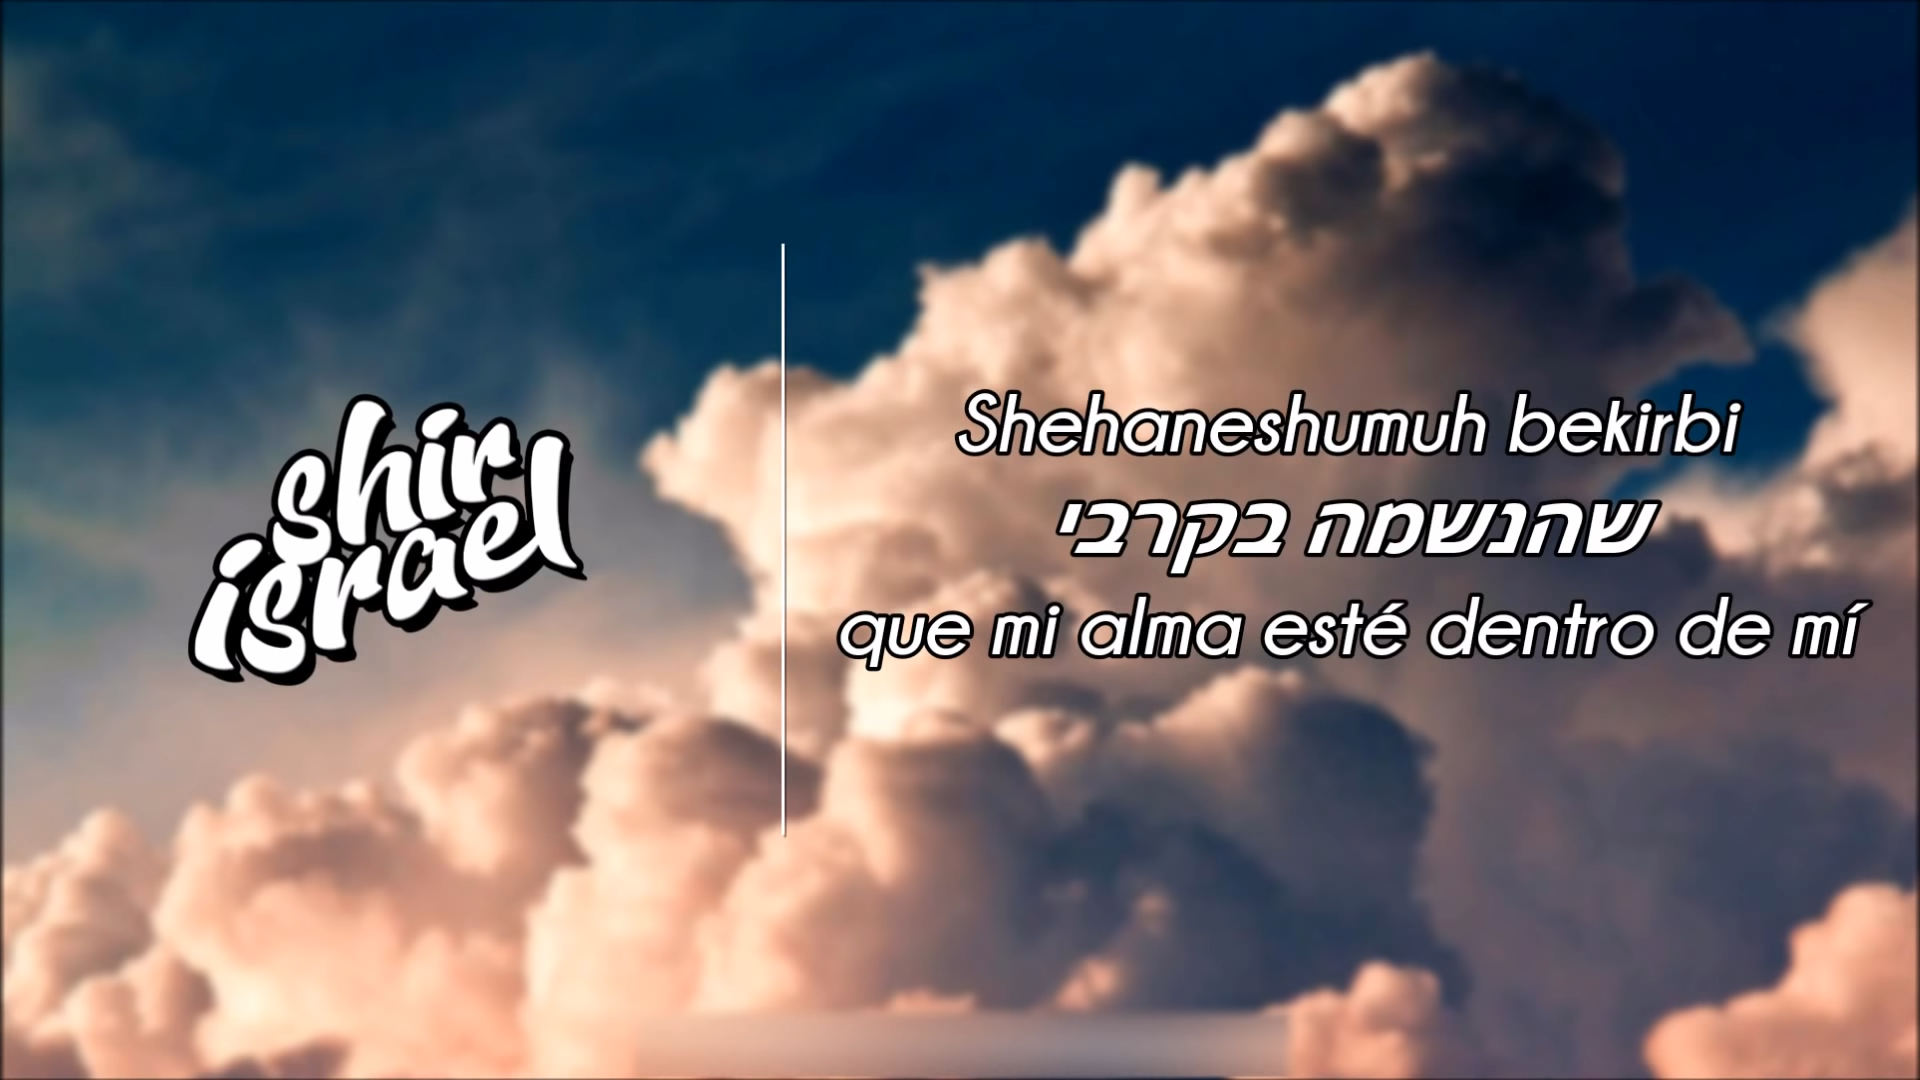 shir
israel
Shehaneshumuh bekirbi
שהנשמה בקרבי
que mi alma esté dentro de mí